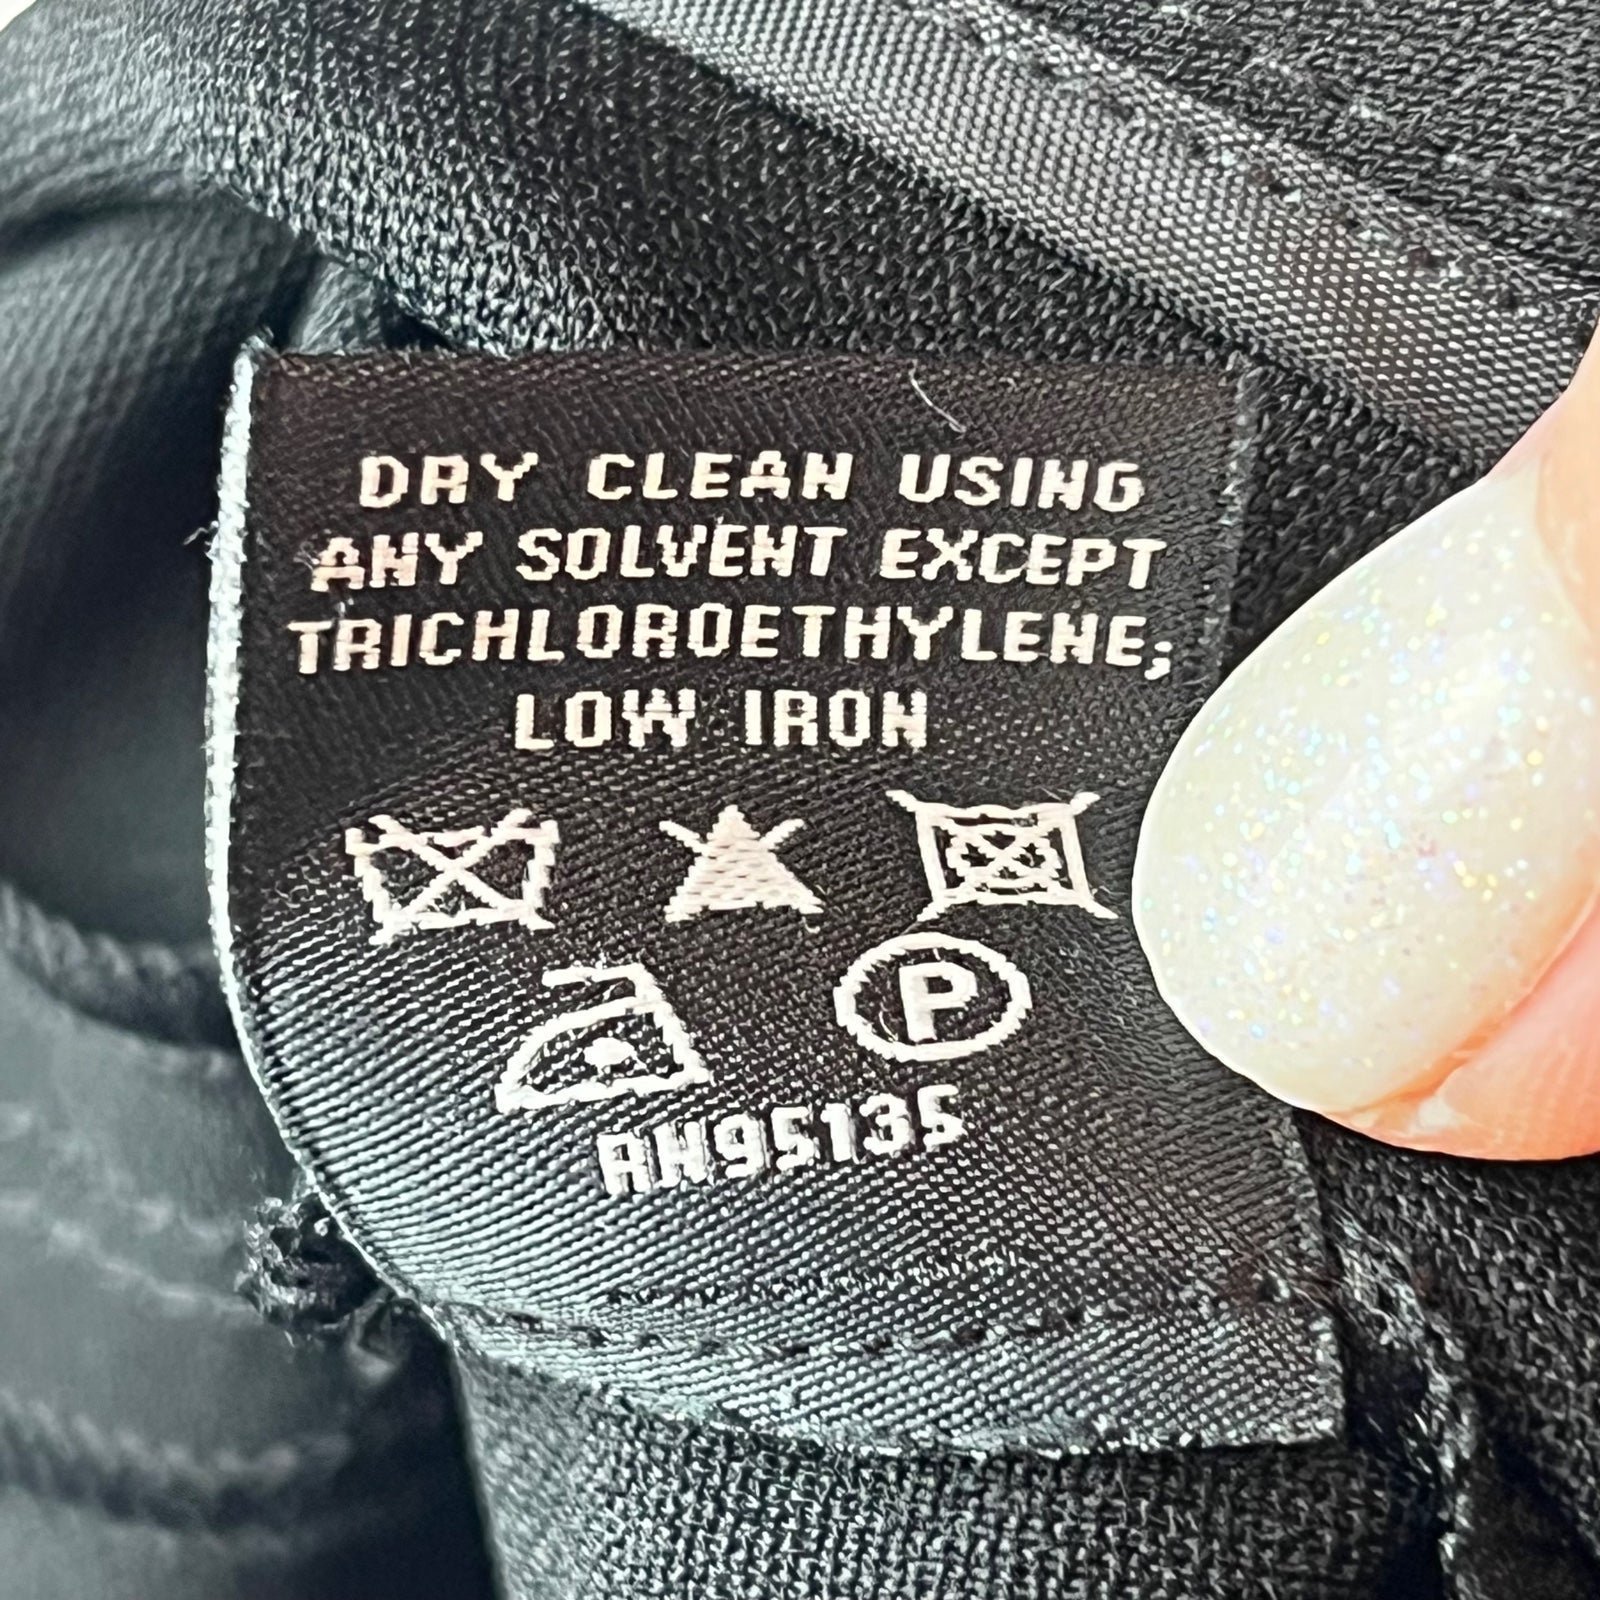 DRY CLEAN USING
ANY SOLVENT EXCEPT
TRICHLOROETHYLENE;
LOW IRON
P
RN95135